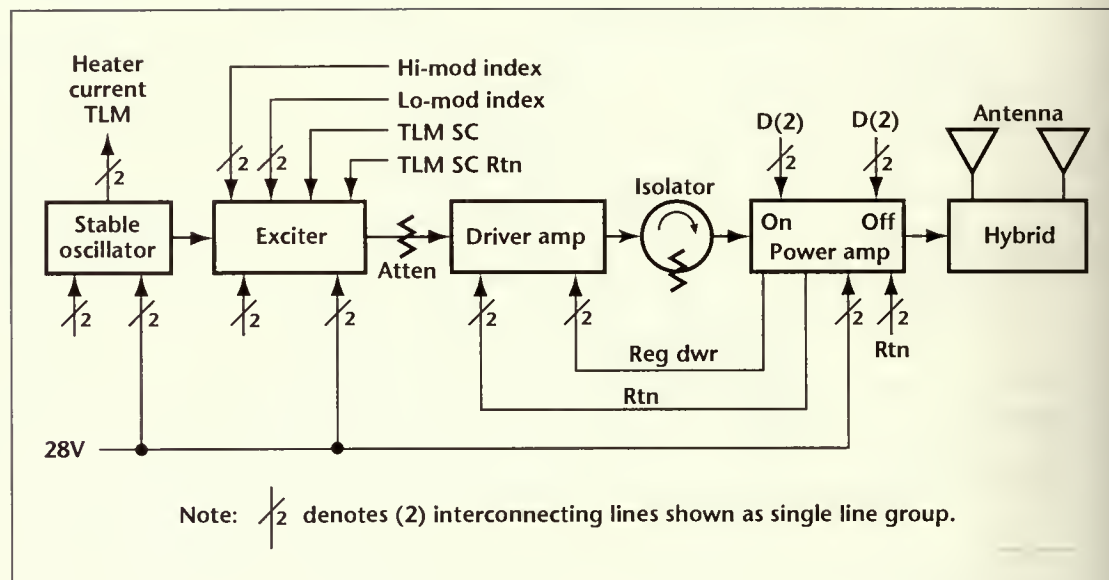 Heater
current
TLM
Hi-mod index
Lo-mod index
TLM SC
TLM SC Rtn
D(2)
D(2)
Antenna
2
2
2
2
2
Isolator
Stable
oscillator
Exciter
Atten
Driver amp
On
Off
Power amp
Hybrid
2
2
2
2
2
2
2
2
Rtn
Reg dwr
Rtn
28V
Note: 2 denotes (2) interconnecting lines shown as single line group.